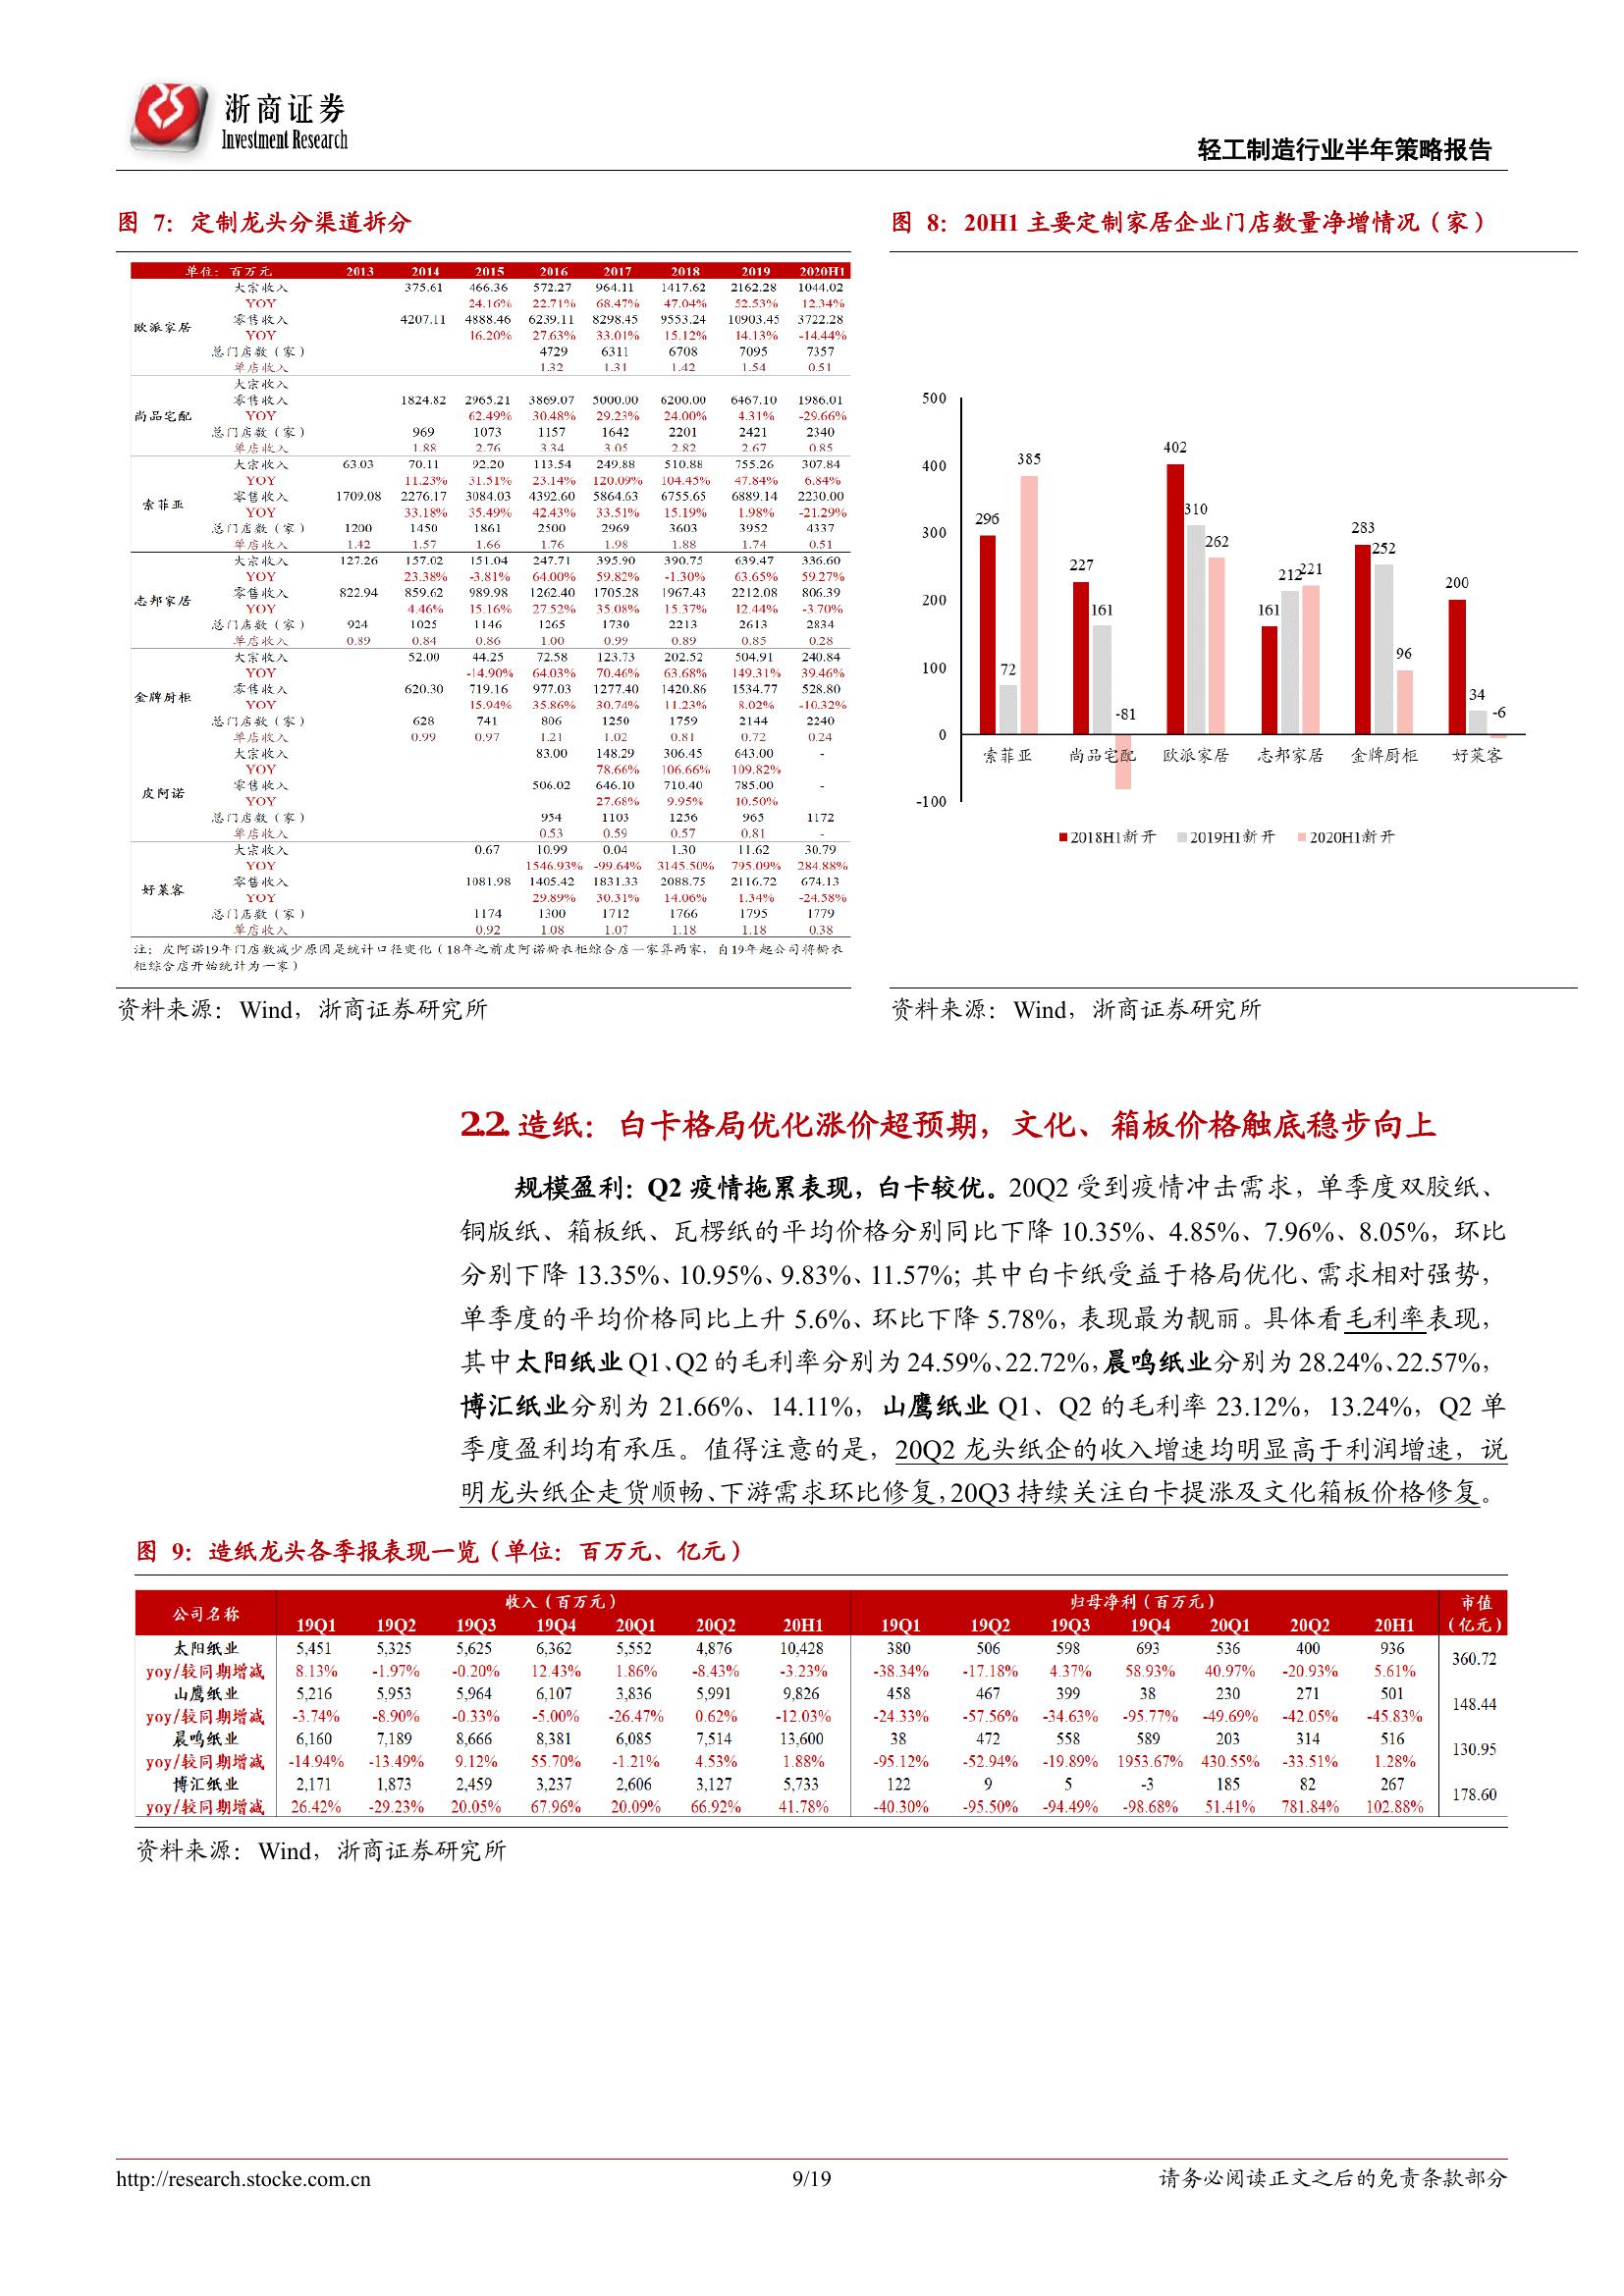 浙商证券
Investment Research
轻工制造行业半年策略报告
图 7：定制龙头分渠道拆分
单位：百万元 2013 2014 2015 2016 2017 2018 2019 2020H1
欧派家居
大宗收入 375.61 466.36 572.27 964.11 1417.62 2162.28 1044.02
YOY 24.16% 22.71% 68.47% 47.04% 52.53% 12.34%
零售收入 4207.11 4888.46 6239.11 8298.45 9553.24 10903.45 3722.28
YOY 16.20% 27.63% 33.01% 15.12% 14.13% -14.44%
总门店数（家） 4729 6311 6708 7095 7357
单店收入 1.32 1.31 1.42 1.54 0.51
尚品宅配
大宗收入
零售收入 1824.82 2965.21 3869.07 5000.00 6200.00 6467.10 1986.01
YOY 62.49% 30.48% 29.23% 24.00% 4.31% -29.66%
总门店数（家） 969 1073 1157 1642 2201 2421 2340
单店收入 1.88 2.76 3.34 3.05 2.82 2.67 0.85
索菲亚
大宗收入 63.03 70.11 92.20 113.54 249.88 510.88 755.26 307.84
YOY 11.23% 31.51% 23.14% 120.09% 104.45% 47.84% 6.84%
零售收入 1709.08 2276.17 3084.03 4392.60 5864.63 6755.65 6889.14 2230.00
YOY 33.18% 35.49% 42.43% 33.51% 15.19% 1.98% -21.29%
总门店数（家） 1200 1450 1861 2500 2969 3603 3952 4337
单店收入 1.42 1.57 1.66 1.76 1.98 1.88 1.74 0.51
志邦家居
大宗收入 127.26 157.02 151.04 247.71 395.90 390.75 639.47 336.60
YOY 23.38% -3.81% 64.00% 59.82% -1.30% 63.65% 59.27%
零售收入 822.94 859.62 989.98 1262.40 1705.28 1967.43 2212.08 806.39
YOY 4.46% 15.16% 27.52% 35.08% 15.37% 12.44% -3.70%
总门店数（家） 924 1025 1146 1265 1730 2213 2613 2834
单店收入 0.89 0.84 0.86 1.00 0.99 0.89 0.85 0.28
金牌厨柜
大宗收入 52.00 44.25 72.58 123.73 202.52 504.91 240.84
YOY -14.90% 64.03% 70.46% 63.68% 149.31% 39.46%
零售收入 620.30 719.16 977.03 1277.40 1420.86 1534.77 528.80
YOY 15.94% 35.86% 30.74% 11.23% 8.02% -10.32%
总门店数（家） 628 741 806 1250 1759 2144 2240
单店收入 0.99 0.97 1.21 1.02 0.81 0.72 0.24
皮阿诺
大宗收入 83.00 148.29 306.45 643.00 -
YOY 78.66% 106.66% 109.82%
零售收入 506.02 646.10 710.40 785.00 -
YOY 27.68% 9.95% 10.50%
总门店数（家） 954 1103 1256 965 1172
单店收入 0.53 0.59 0.57 0.81 -
好莱客
大宗收入 0.67 10.99 0.04 1.30 11.62 30.79
YOY 1546.93% -99.64% 3145.50% 795.09% 284.88%
零售收入 1081.98 1405.42 1831.33 2088.75 2116.72 674.13
YOY 29.89% 30.31% 14.06% 1.34% -24.58%
总门店数（家） 1174 1300 1712 1766 1795 1779
单店收入 0.92 1.08 1.07 1.18 1.18 0.38
注：皮阿诺19年门店数减少原因是统计口径变化（18年之前皮阿诺橱衣柜综合店一家算两家，自19年起公司将橱衣
柜综合店开始统计为一家）
资料来源：Wind，浙商证券研究所
图 8：20H1 主要定制家居企业门店数量净增情况（家）
500
400
300
200
100
0
-100
296 72 385
227 161 -81
402 310 262
161 212 221
283 252 96
200 34 -6
索菲亚 尚品宅配 欧派家居 志邦家居 金牌厨柜 好莱客
2018H1新开 2019H1新开 2020H1新开
资料来源：Wind，浙商证券研究所
2.2. 造纸：白卡格局优化涨价超预期，文化、箱板价格触底稳步向上
规模盈利：Q2 疫情拖累表现，白卡较优。20Q2 受到疫情冲击需求，单季度双胶纸、
铜版纸、箱板纸、瓦楞纸的平均价格分别同比下降 10.35%、4.85%、7.96%、8.05%，环比
分别下降 13.35%、10.95%、9.83%、11.57%；其中白卡纸受益于格局优化、需求相对强势，
单季度的平均价格同比上升 5.6%、环比下降 5.78%，表现最为靓丽。具体看毛利率表现，
其中太阳纸业 Q1、Q2 的毛利率分别为 24.59%、22.72%，晨鸣纸业分别为 28.24%、22.57%，
博汇纸业分别为 21.66%、14.11%，山鹰纸业 Q1、Q2 的毛利率 23.12%，13.24%，Q2 单
季度盈利均有承压。值得注意的是，20Q2 龙头纸企的收入增速均明显高于利润增速，说
明龙头纸企走货顺畅、下游需求环比修复，20Q3 持续关注白卡提涨及文化箱板价格修复。
图 9：造纸龙头各季报表现一览（单位：百万元、亿元）
公司名称 收入（百万元） 归母净利（百万元） 市值（亿元）
19Q1 19Q2 19Q3 19Q4 20Q1 20Q2 20H1 19Q1 19Q2 19Q3 19Q4 20Q1 20Q2 20H1
太阳纸业 5,451 5,325 5,625 6,362 5,552 4,876 10,428 380 506 598 693 536 400 936 360.72
yoy/较同期增减 8.13% -1.97% -0.20% 12.43% 1.86% -8.43% -3.23% -38.34% -17.18% 4.37% 58.93% 40.97% -20.93% 5.61%
山鹰纸业 5,216 5,953 5,964 6,107 3,836 5,991 9,826 458 467 399 38 230 271 501 148.44
yoy/较同期增减 -3.74% -8.90% -0.33% -5.00% -26.47% 0.62% -12.03% -24.33% -57.56% -34.63% -95.77% -49.69% -42.05% -45.83%
晨鸣纸业 6,160 7,189 8,666 8,381 6,085 7,514 13,600 38 472 558 589 203 314 516 130.95
yoy/较同期增减 -14.94% -13.49% 9.12% 55.70% -1.21% 4.53% 1.88% -95.12% -52.94% -19.89% 1953.67% 430.55% -33.51% 1.28%
博汇纸业 2,171 1,873 2,459 3,237 2,606 3,127 5,733 122 9 5 -3 185 82 267 178.60
yoy/较同期增减 26.42% -29.23% 20.05% 67.96% 20.09% 66.92% 41.78% -40.30% -95.50% -94.49% -98.68% 51.41% 781.84% 102.88%
资料来源：Wind，浙商证券研究所
http://research.stocke.com.cn 9/19 请务必阅读正文之后的免责条款部分